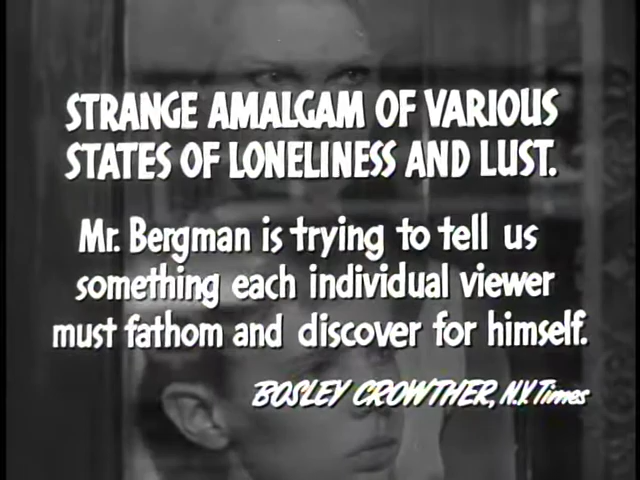 STRANGE AMALGAM OF VARIOUS
STATES OF LONELINESS AND LUST.
Mr. Bergman is trying to tell us
something each individual viewer
must fathom and discover for himself.
BOSLEY CROWTHER, N.Y. Times